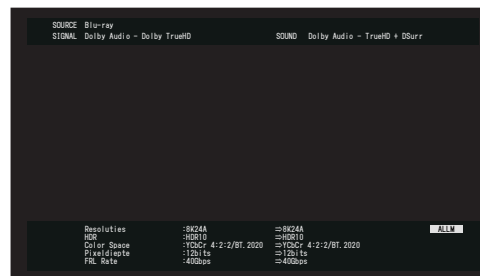 SOURCE Blu-ray
SIGNAL Dolby Audio - Dolby TrueHD SOUND Dolby Audio - TrueHD + DSurr
Resoluties :8K24A ⇒8K24A ALLM
HDR :HDR10 ⇒HDR10
Color Space :YCbCr 4:2:2/BT.2020 ⇒YCbCr 4:2:2/BT.2020
Pixeldiepte :12bits ⇒12bits
FRL Rate :40Gbps ⇒40Gbps